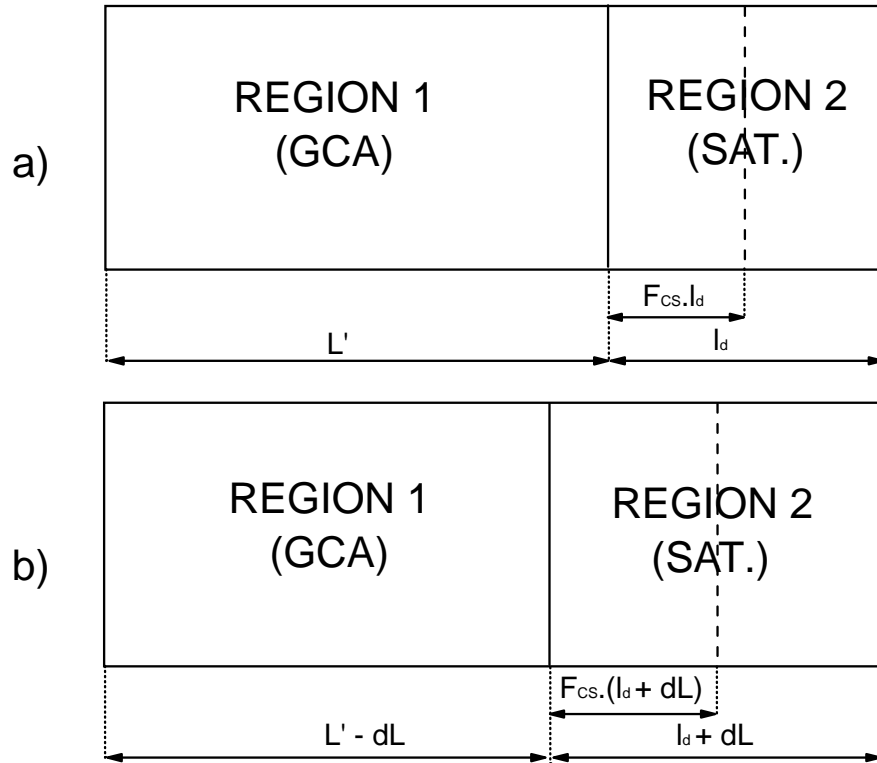 a)
REGION 1
(GCA)
REGION 2
(SAT.)
FCS.ld
L'
ld
b)
REGION 1
(GCA)
REGION 2
(SAT.)
FCS.(ld + dL)
L' - dL
ld + dL